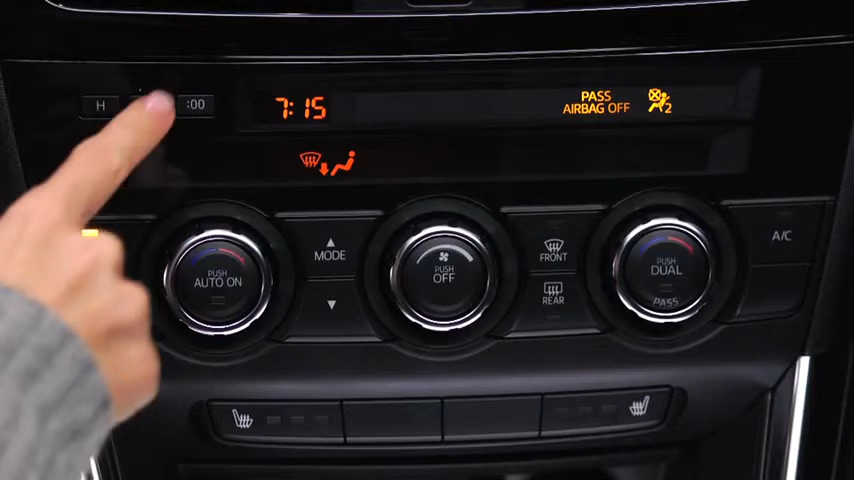 H
:00
7:15
PASS
AIRBAG OFF
2
PUSH
AUTO ON
MODE
PUSH
OFF
FRONT
REAR
PUSH
DUAL
PASS
A/C